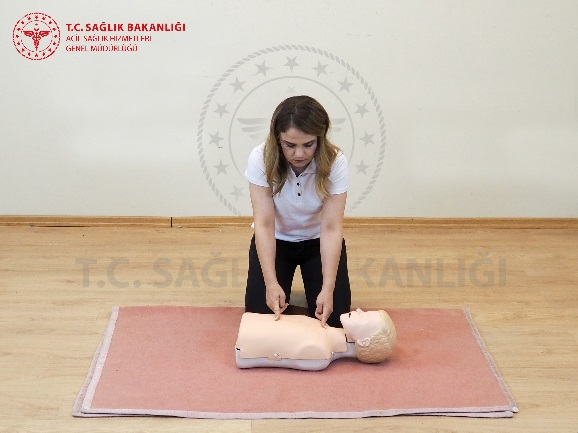 T.C. SAĞLIK BAKANLIĞI
ACİL SAĞLIK HİZMETLERİ
GENEL MÜDÜRLÜĞÜ
T.C. SAĞLIK BAKANLIĞI